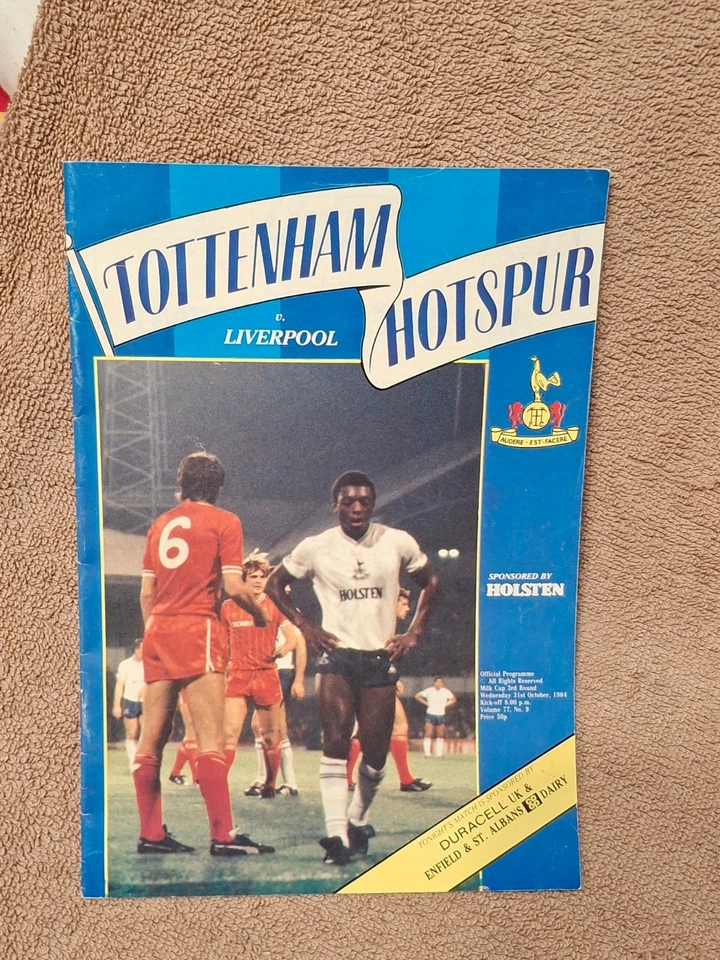 TOTTENHAM
HOTSPUR
v.
LIVERPOOL
AUDERE · EST · FACERE
6
HOLSTEN
SPONSORED BY
HOLSTEN
Official Programme
© All Rights Reserved
Milk Cup 3rd Round
Wednesday 31st October, 1984
Kick-off 8.00 p.m.
Volume 77, No. 9
Price 50p
TONIGHT'S MATCH IS SPONSORED BY
DURACELL UK &
ENFIELD & ST. ALBANS CO-OP DAIRY